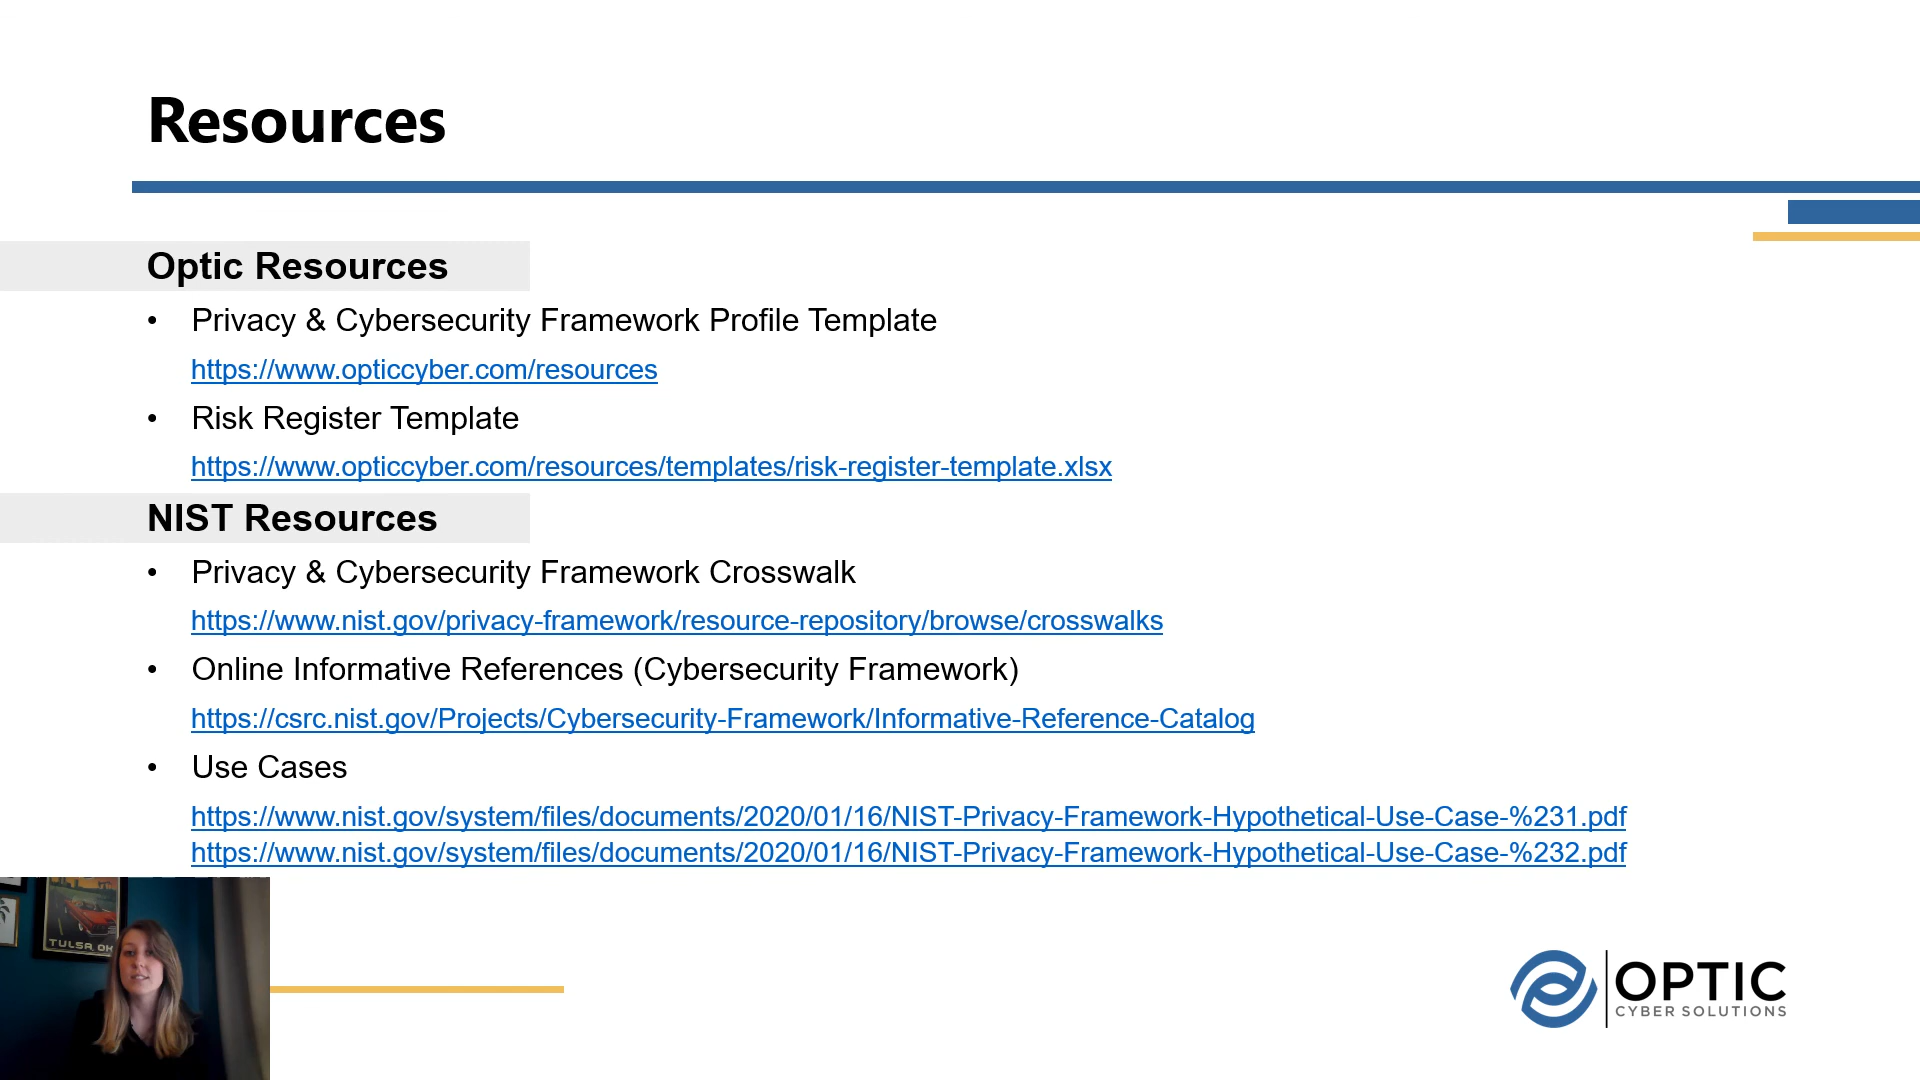 Resources
Optic Resources
• Privacy & Cybersecurity Framework Profile Template
https://www.opticcyber.com/resources
• Risk Register Template
https://www.opticcyber.com/resources/templates/risk-register-template.xlsx
NIST Resources
• Privacy & Cybersecurity Framework Crosswalk
https://www.nist.gov/privacy-framework/resource-repository/browse/crosswalks
• Online Informative References (Cybersecurity Framework)
https://csrc.nist.gov/Projects/Cybersecurity-Framework/Informative-Reference-Catalog
• Use Cases
https://www.nist.gov/system/files/documents/2020/01/16/NIST-Privacy-Framework-Hypothetical-Use-Case-%231.pdf
https://www.nist.gov/system/files/documents/2020/01/16/NIST-Privacy-Framework-Hypothetical-Use-Case-%232.pdf
TULSA, OK
OPTIC
CYBER SOLUTIONS